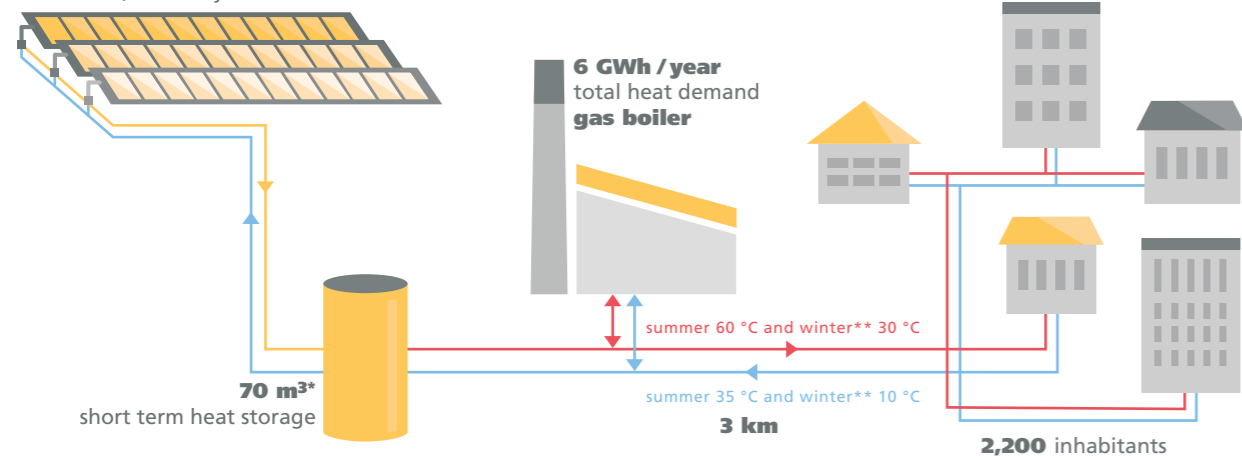 6 GWh / year
total heat demand
gas boiler
summer 60 °C and winter** 30 °C
summer 35 °C and winter** 10 °C
70 m³*
short term heat storage
3 km
2,200 inhabitants